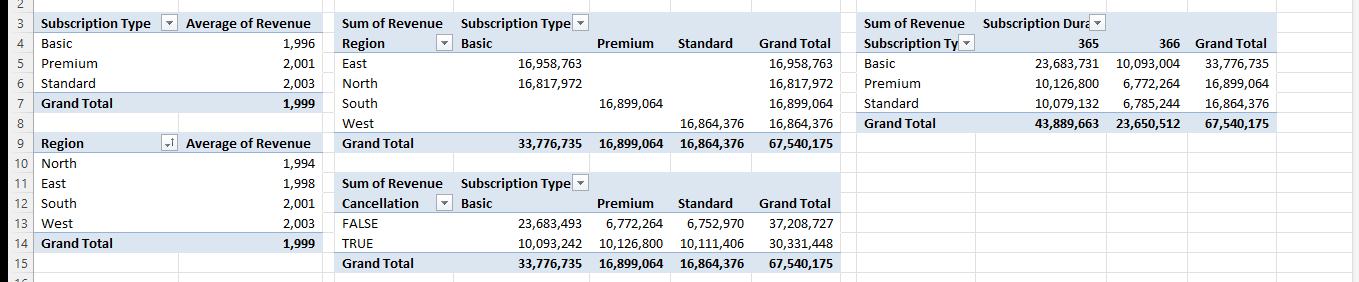 2
3 Subscription Type Average of Revenue Sum of Revenue Subscription Type Sum of Revenue Subscription Dura
4 Basic 1,996 Region Basic Premium Standard Grand Total Subscription Ty 365 366 Grand Total
5 Premium 2,001 East 16,958,763 16,958,763 Basic 23,683,731 10,093,004 33,776,735
6 Standard 2,003 North 16,817,972 16,817,972 Premium 10,126,800 6,772,264 16,899,064
7 Grand Total 1,999 South 16,899,064 16,899,064 Standard 10,079,132 6,785,244 16,864,376
8 West 16,864,376 16,864,376 Grand Total 43,889,663 23,650,512 67,540,175
9 Region Average of Revenue Grand Total 33,776,735 16,899,064 16,864,376 67,540,175
10 North 1,994
11 East 1,998 Sum of Revenue Subscription Type
12 South 2,001 Cancellation Basic Premium Standard Grand Total
13 West 2,003 FALSE 23,683,493 6,772,264 6,752,970 37,208,727
14 Grand Total 1,999 TRUE 10,093,242 10,126,800 10,111,406 30,331,448
15 Grand Total 33,776,735 16,899,064 16,864,376 67,540,175